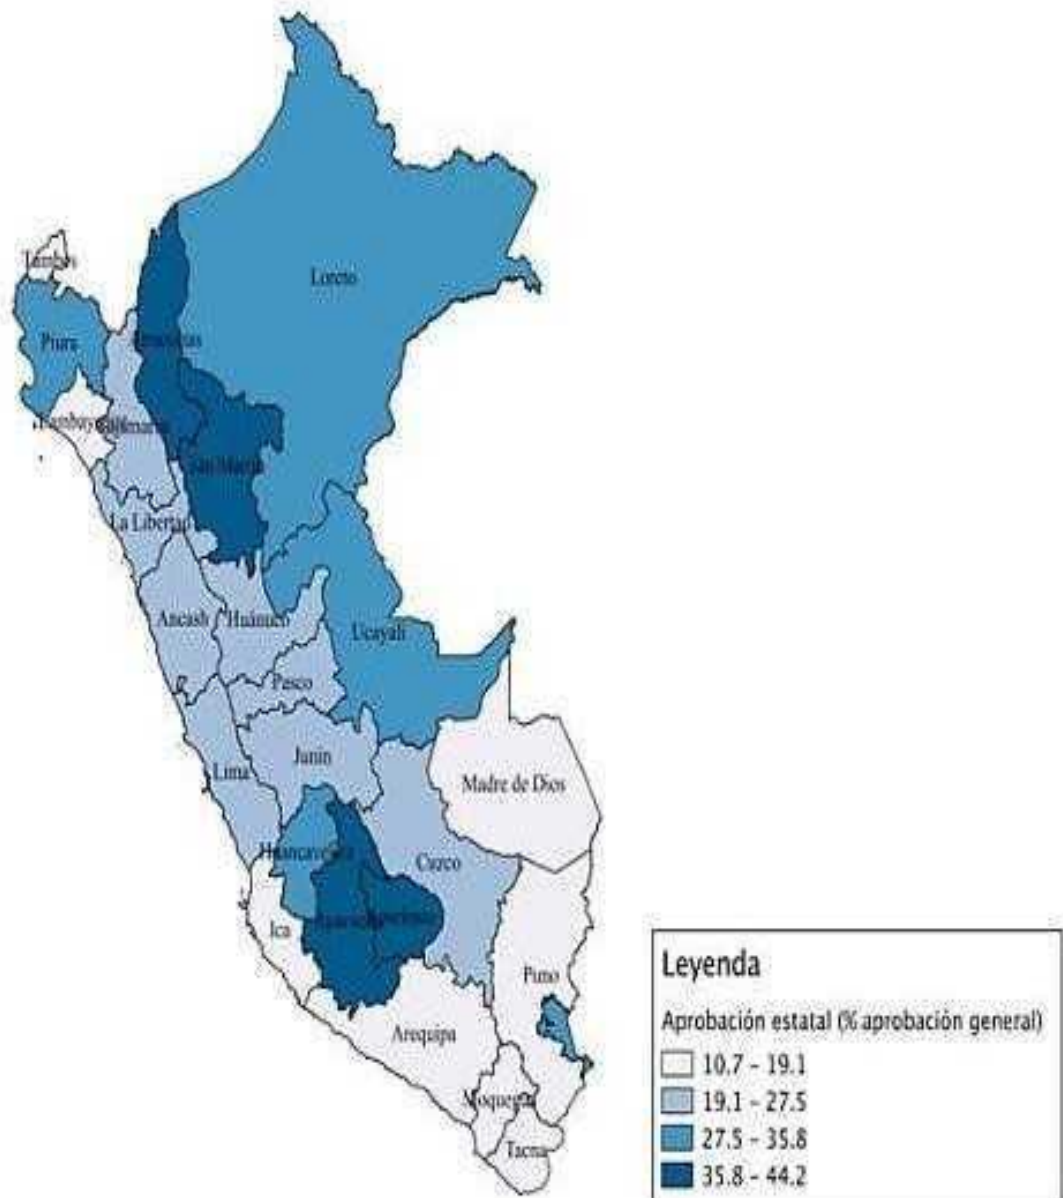 Loreto
Tumbes
Piura
La Libertad
Ancash
Huánuco
Ucayali
Pasco
Junin
Lima
Madre de Dios
Cuzco
Ica
Puno
Arequipa
Tacna
Leyenda
Aprobación estatal (% aprobación general)
10.7 - 19.1
19.1 - 27.5
27.5 - 35.8
35.8 - 44.2